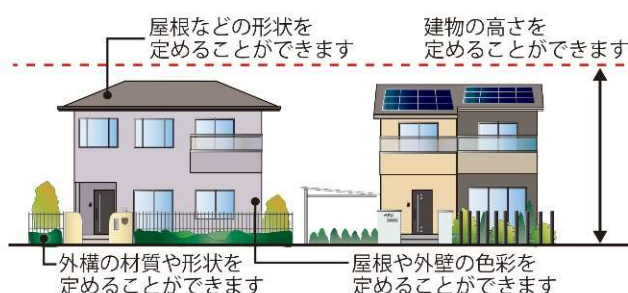 屋根などの形状を
定めることができます
建物の高さを
定めることができます
外構の材質や形状を
定めることができます
屋根や外壁の色彩を
定めることができます